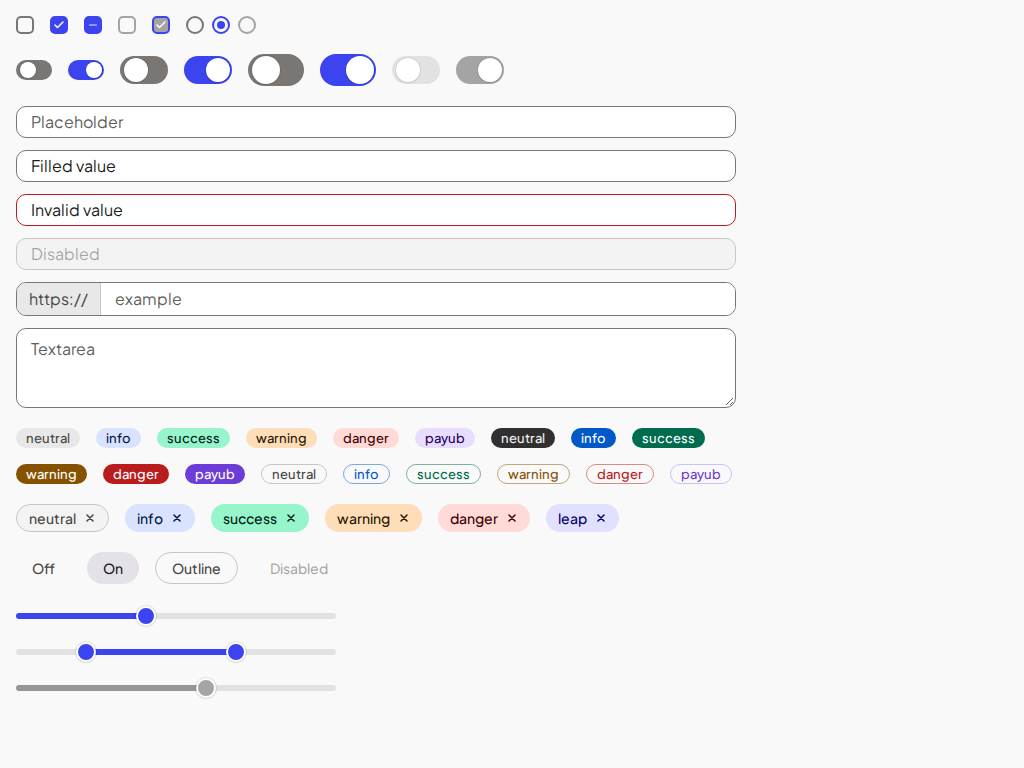 Placeholder
Filled value
Invalid value
Disabled
https:// example
Textarea
neutral info success warning danger payub neutral info success
warning danger payub neutral info success warning danger payub
neutral × info × success × warning × danger × leap ×
Off On Outline Disabled